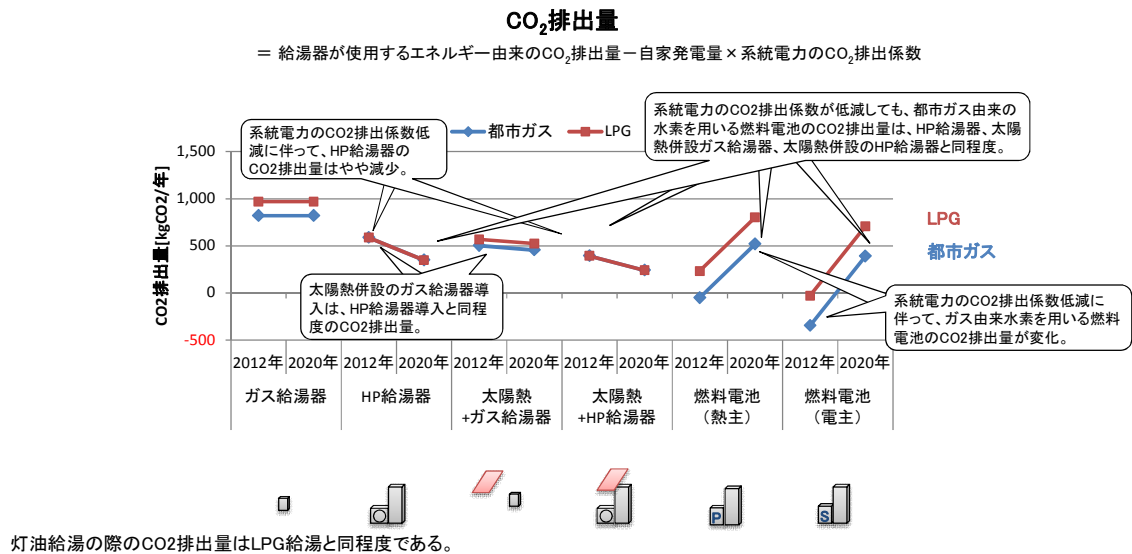 CO2排出量
＝ 給湯器が使用するエネルギー由来のCO2排出量－自家発電量×系統電力のCO2排出係数
系統電力のCO2排出係数低
減に伴って、HP給湯器の
CO2排出量はやや減少。
都市ガス LPG
系統電力のCO2排出係数が低減しても、都市ガス由来の
水素を用いる燃料電池のCO2排出量は、HP給湯器、太陽
熱併設ガス給湯器、太陽熱併設のHP給湯器と同程度。
CO2排出量[kgCO2/年]
1,500
1,000
500
0
-500
LPG
都市ガス
太陽熱併設のガス給湯器導
入は、HP給湯器導入と同程
度のCO2排出量。
系統電力のCO2排出係数低減に
伴って、ガス由来水素を用いる燃料
電池のCO2排出量が変化。
2012年 2020年 2012年 2020年 2012年 2020年 2012年 2020年 2012年 2020年 2012年 2020年
ガス給湯器 HP給湯器 太陽熱 太陽熱 燃料電池 燃料電池
+ガス給湯器 +HP給湯器 （熱主） （電主）
P S
灯油給湯の際のCO2排出量はLPG給湯と同程度である。